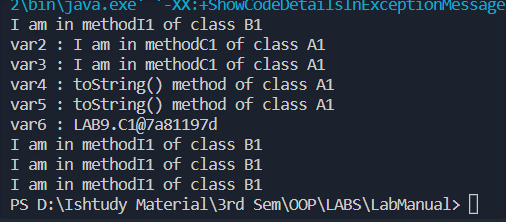 2\bin\java.exe' '-XX:+ShowCodeDetailsInExceptionMessage
I am in methodI1 of class B1
var2 : I am in methodC1 of class A1
var3 : I am in methodC1 of class A1
var4 : toString() method of class A1
var5 : toString() method of class A1
var6 : LAB9.C1@7a81197d
I am in methodI1 of class B1
I am in methodI1 of class B1
I am in methodI1 of class B1
PS D:\Ishtudy Material\3rd Sem\OOP\LABS\LabManual>